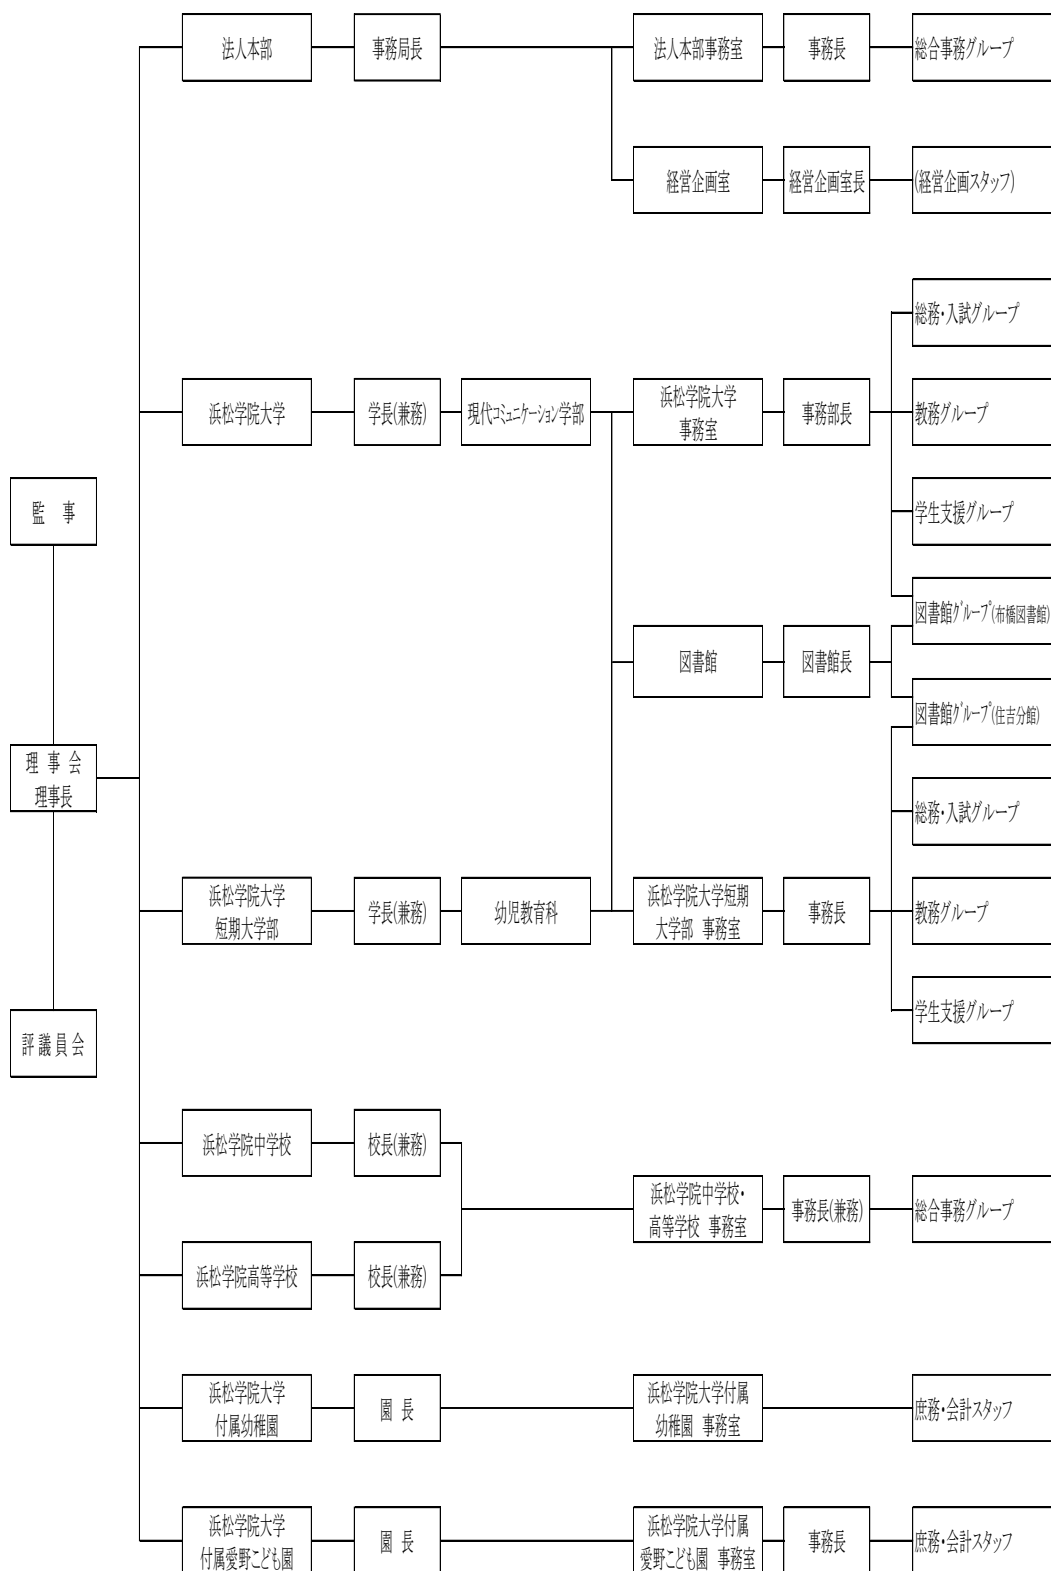 法人本部
事務局長
法人本部事務室
事務長
総合事務グループ
経営企画室
経営企画室長
(経営企画スタッフ)
総務・入試グループ
浜松学院大学
学長(兼務)
現代コミュニケーション学部
浜松学院大学
事務室
事務部長
教務グループ
監 事
学生支援グループ
図書館グループ(布橋図書館)
図書館
図書館長
図書館グループ(住吉分館)
理 事 会
理事長
総務・入試グループ
浜松学院大学
短期大学部
学長(兼務)
幼児教育科
浜松学院大学短期
大学部 事務室
事務長
教務グループ
学生支援グループ
評 議 員 会
浜松学院中学校
校長(兼務)
浜松学院中学校・
高等学校 事務室
事務長(兼務)
総合事務グループ
浜松学院高等学校
校長(兼務)
浜松学院大学
付属幼稚園
園 長
浜松学院大学付属
幼稚園 事務室
庶務・会計スタッフ
浜松学院大学
付属愛野こども園
園 長
浜松学院大学付属
愛野こども園 事務室
事務長
庶務・会計スタッフ